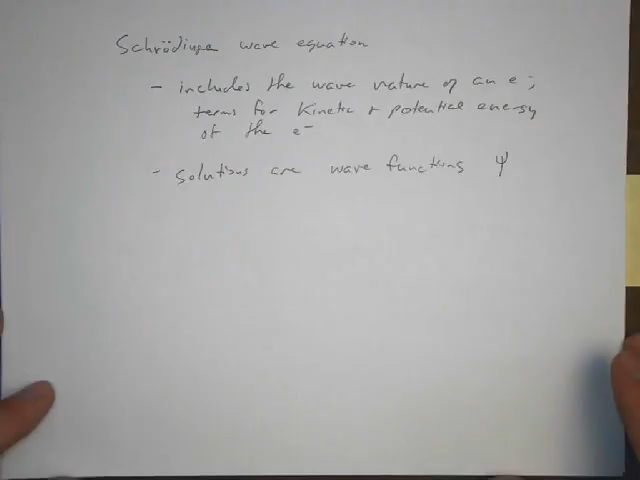 Schrödinge wave equation
- includes the wave nature of an e ;
terms for kinetic + potential energy
of the e⁻
- solutions are wave functions Ψ